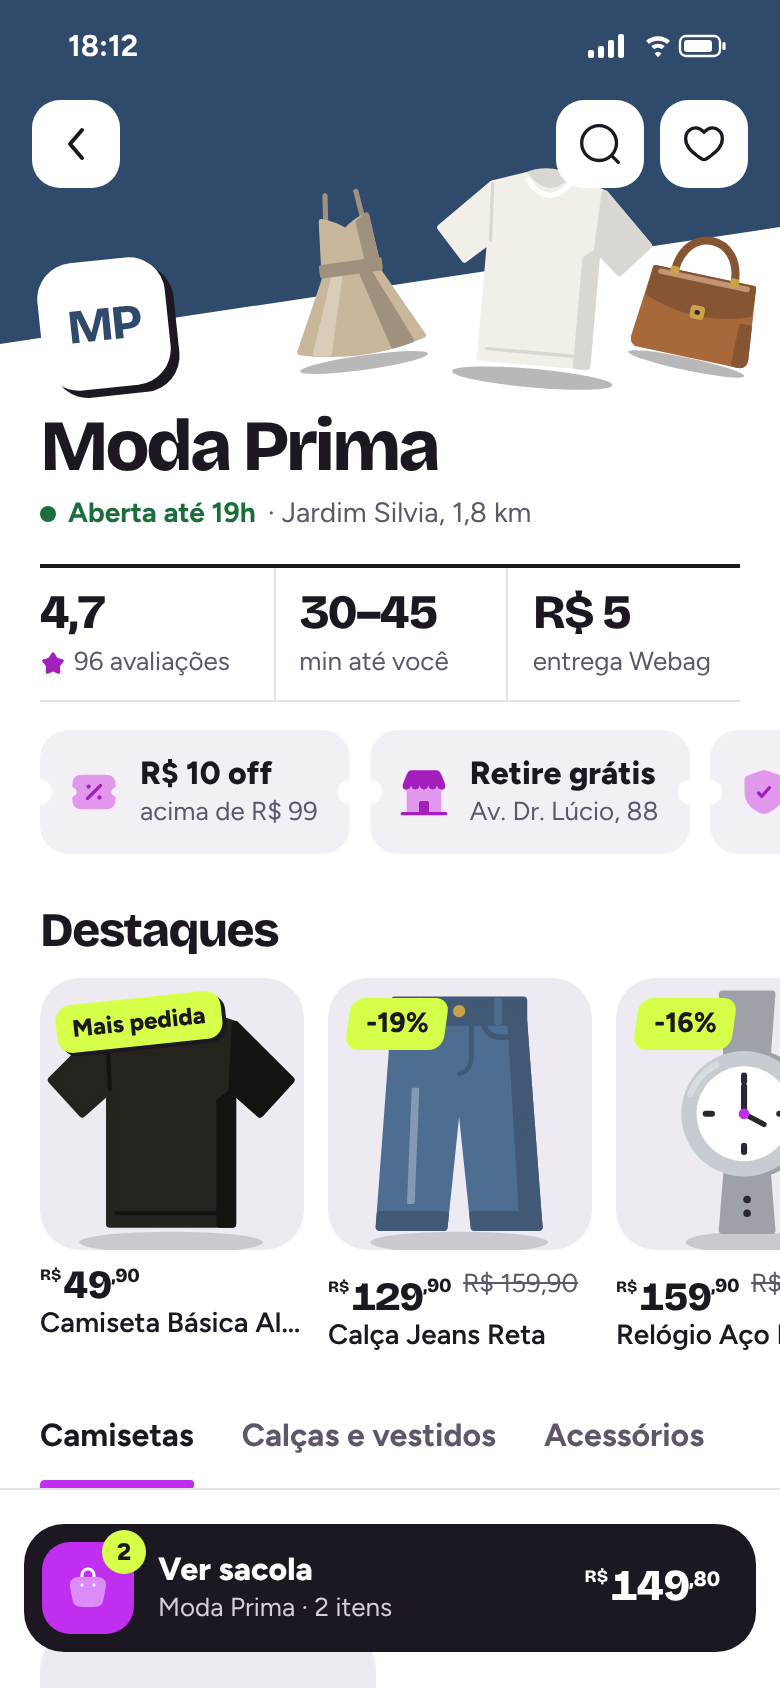 18:12
MP
Moda Prima
Aberta até 19h · Jardim Silvia, 1,8 km
4,7
96 avaliações
30–45
min até você
R$ 5
entrega Webag
R$ 10 off
acima de R$ 99
Retire grátis
Av. Dr. Lúcio, 88
Destaques
Mais pedida
-19%
-16%
R$ 49,90
Camiseta Básica Al...
R$ 129,90 R$ 159,90
Calça Jeans Reta
R$ 159,90 R$
Relógio Aço
Camisetas
Calças e vestidos
Acessórios
2
Ver sacola
Moda Prima · 2 itens
R$ 149,80